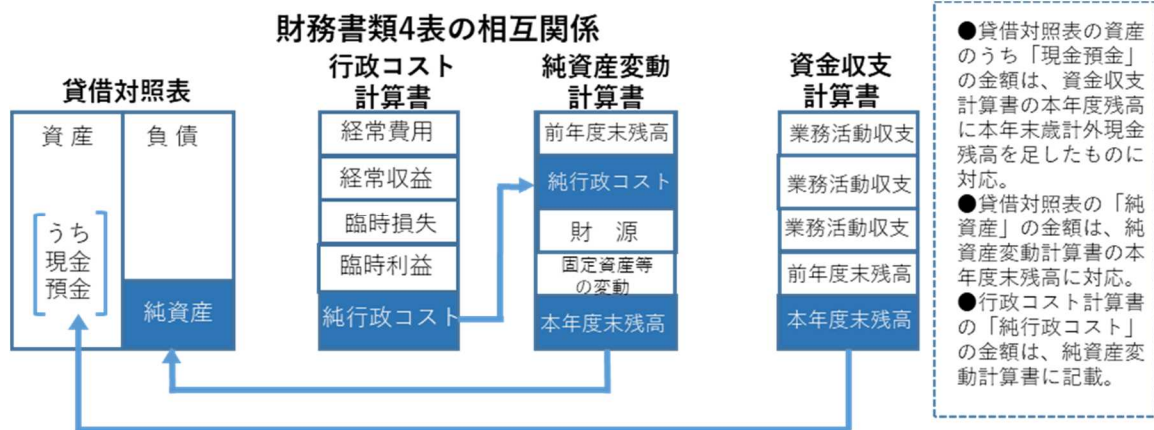 財務書類4表の相互関係
貸借対照表
資 産
負 債
うち
現金
預金
純資産
行政コスト
計算書
経常費用
経常収益
臨時損失
臨時利益
純行政コスト
純資産変動
計算書
前年度末残高
純行政コスト
財　源
固定資産等
の変動
本年度末残高
資金収支
計算書
業務活動収支
業務活動収支
業務活動収支
前年度末残高
本年度末残高
●貸借対照表の資産
のうち「現金預金」
の金額は、資金収支
計算書の本年度残高
に本年末歳計外現金
残高を足したものに
対応。
●貸借対照表の「純
資産」の金額は、純
資産変動計算書の本
年度末残高に対応。
●行政コスト計算書
の「純行政コスト」
の金額は、純資産変
動計算書に記載。